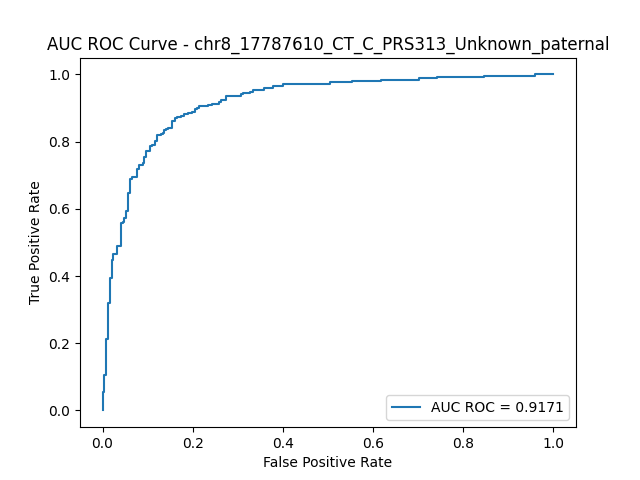 AUC ROC Curve - chr8_17787610_CT_C_PRS313_Unknown_paternal
True Positive Rate
1.0
0.8
0.6
0.4
0.2
0.0
AUC ROC = 0.9171
0.0 0.2 0.4 0.6 0.8 1.0
False Positive Rate